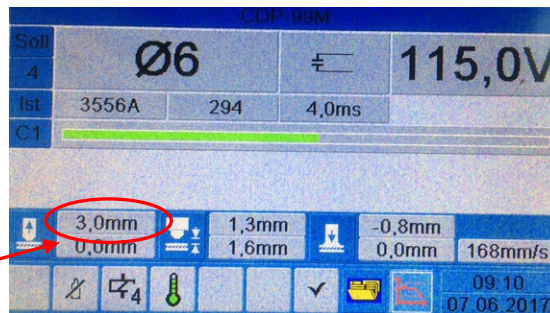 CDP-99M
Soll
4
Ø6
115,0V
Ist
3556A
294
4,0ms
C1
3,0mm
1,3mm
-0,8mm
0,0mm
1,6mm
0,0mm
168mm/s
4
09:10
07.06.2017